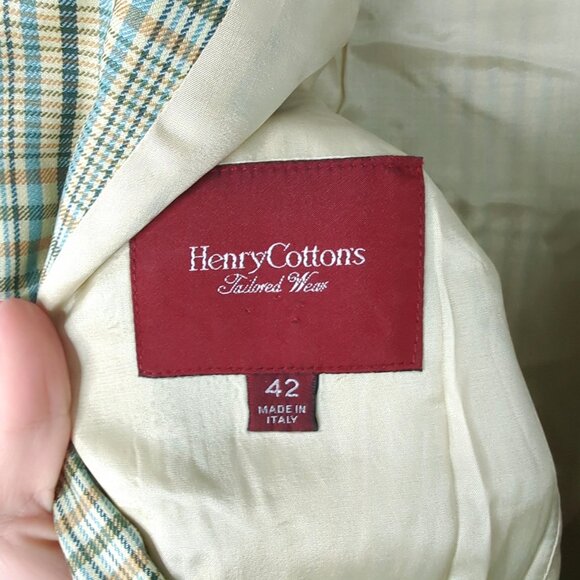 HenryCotton's
Tailored Wear
42
MADE IN
ITALY